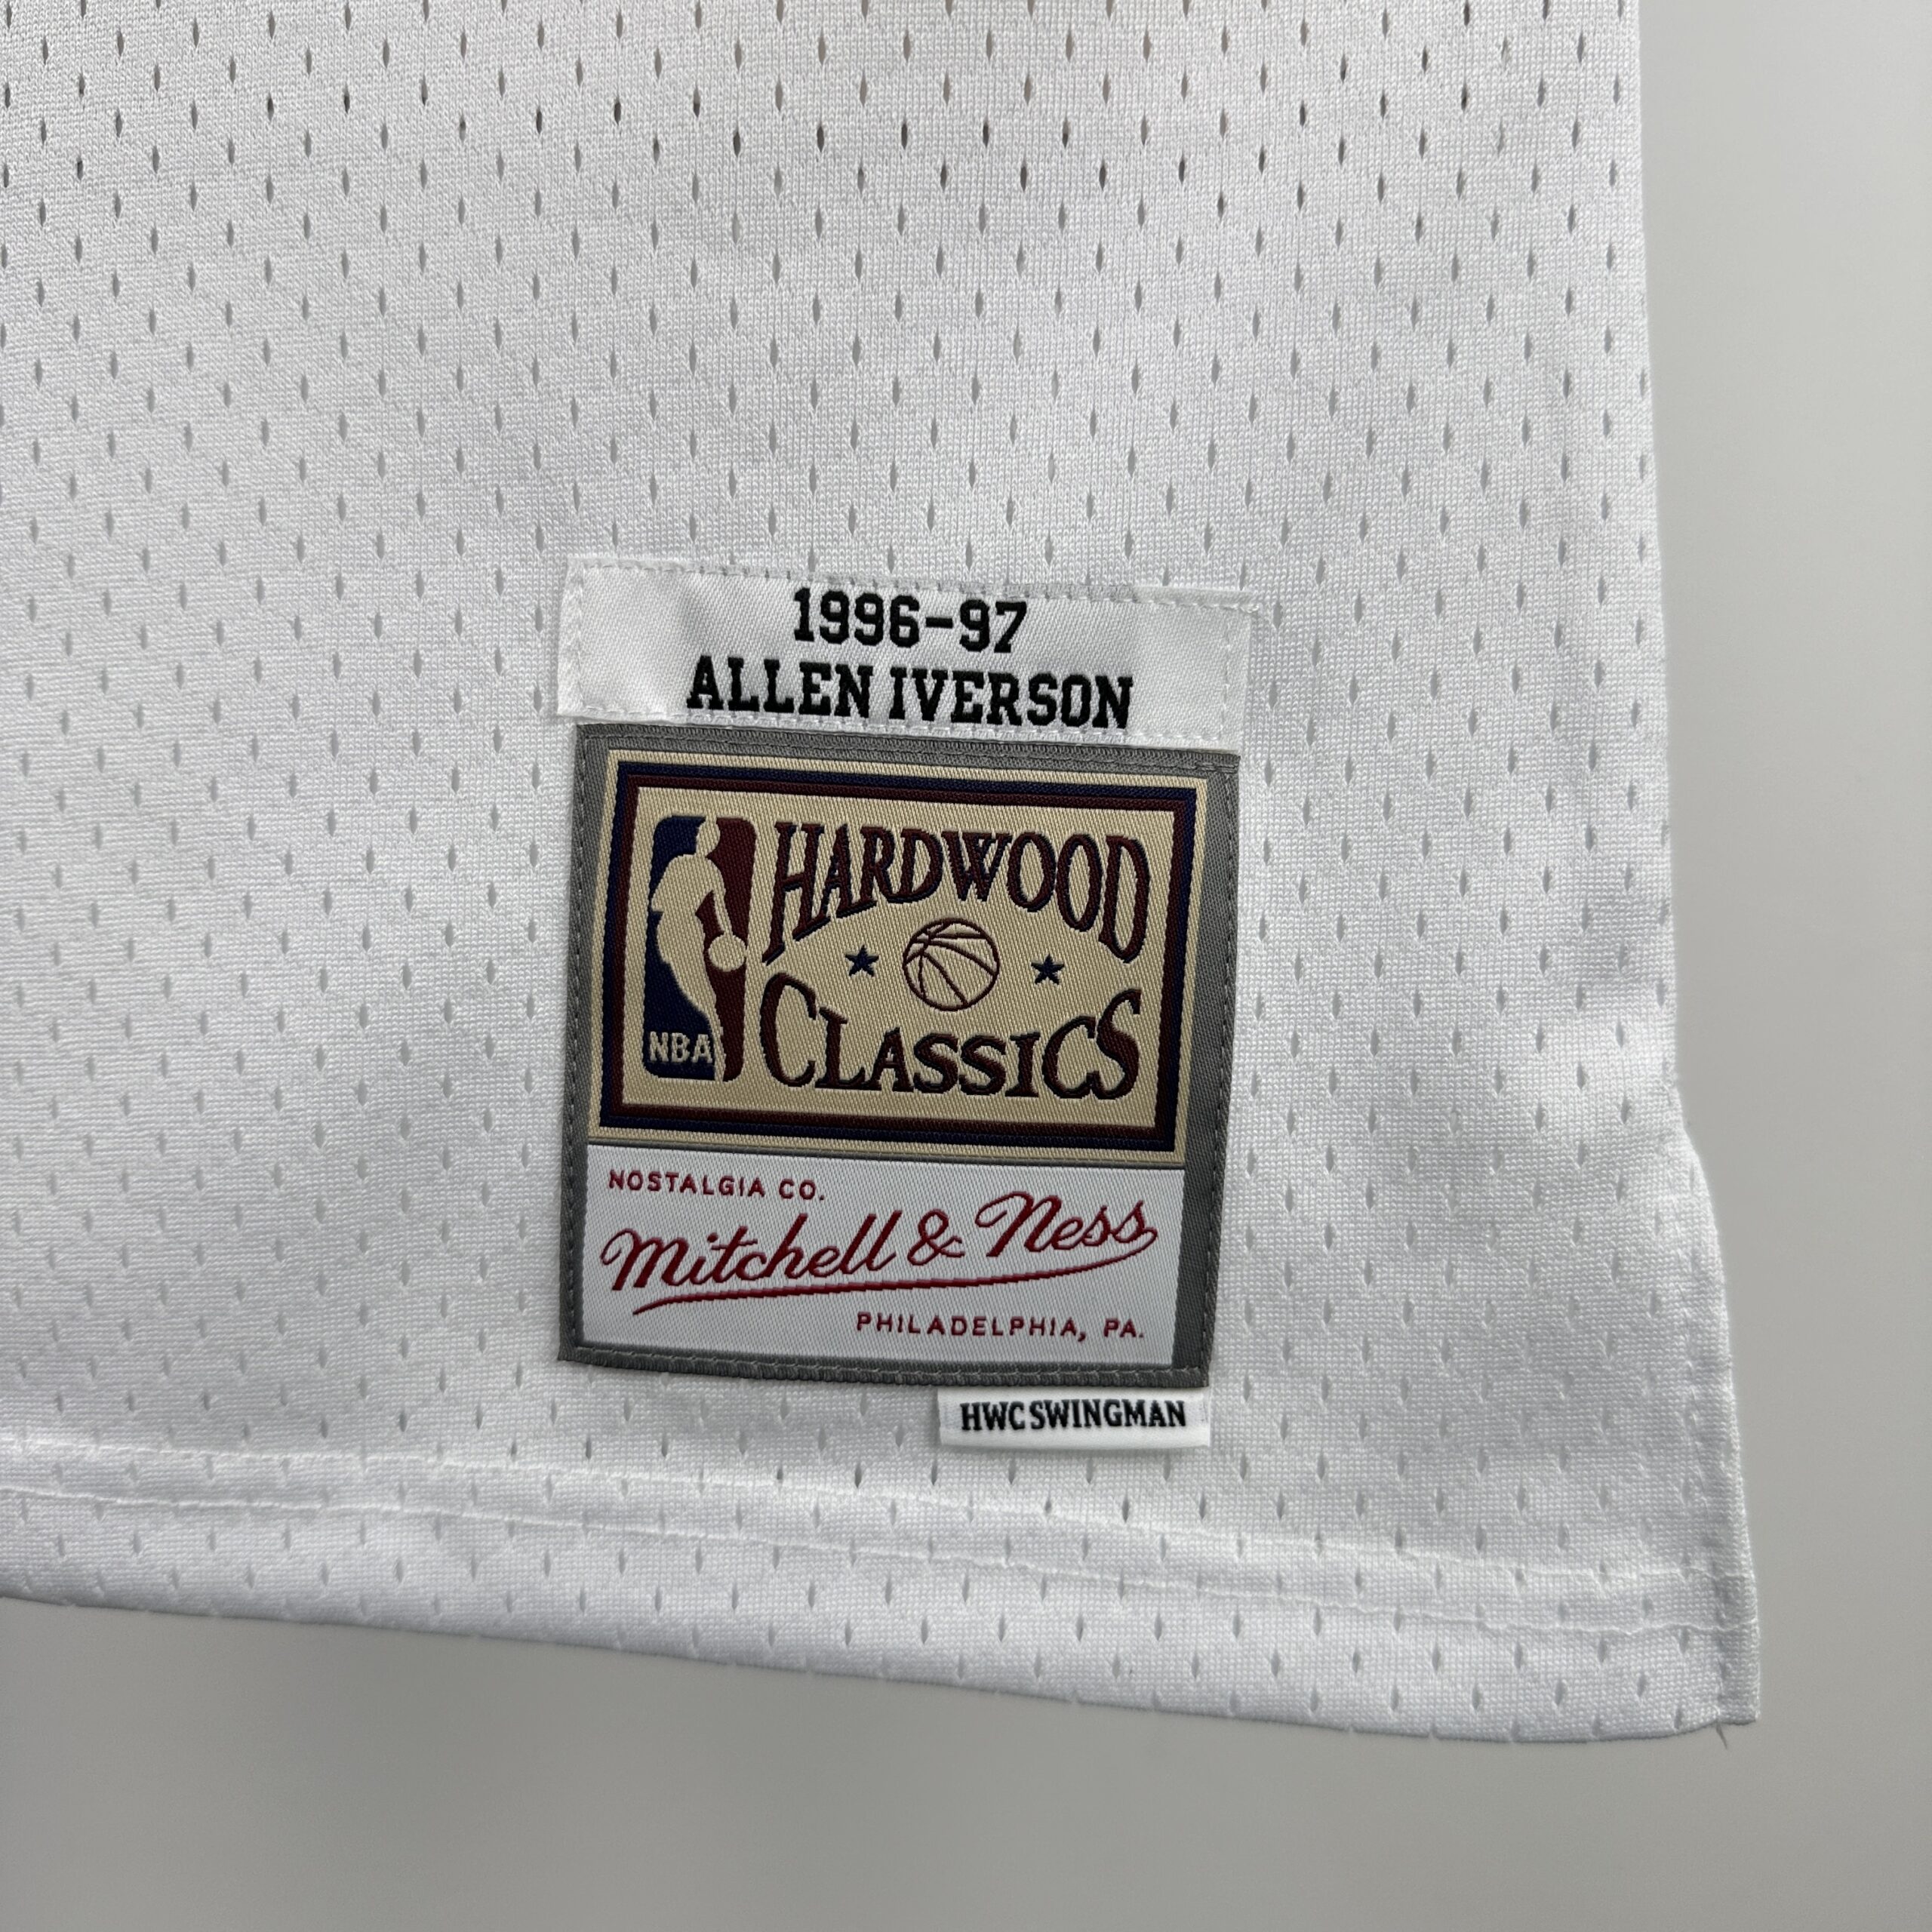 1996-97
ALLEN IVERSON
HARDWOOD
CLASSICS
NBA
NOSTALGIA CO.
Mitchell & Ness
PHILADELPHIA, PA.
HWC SWINGMAN